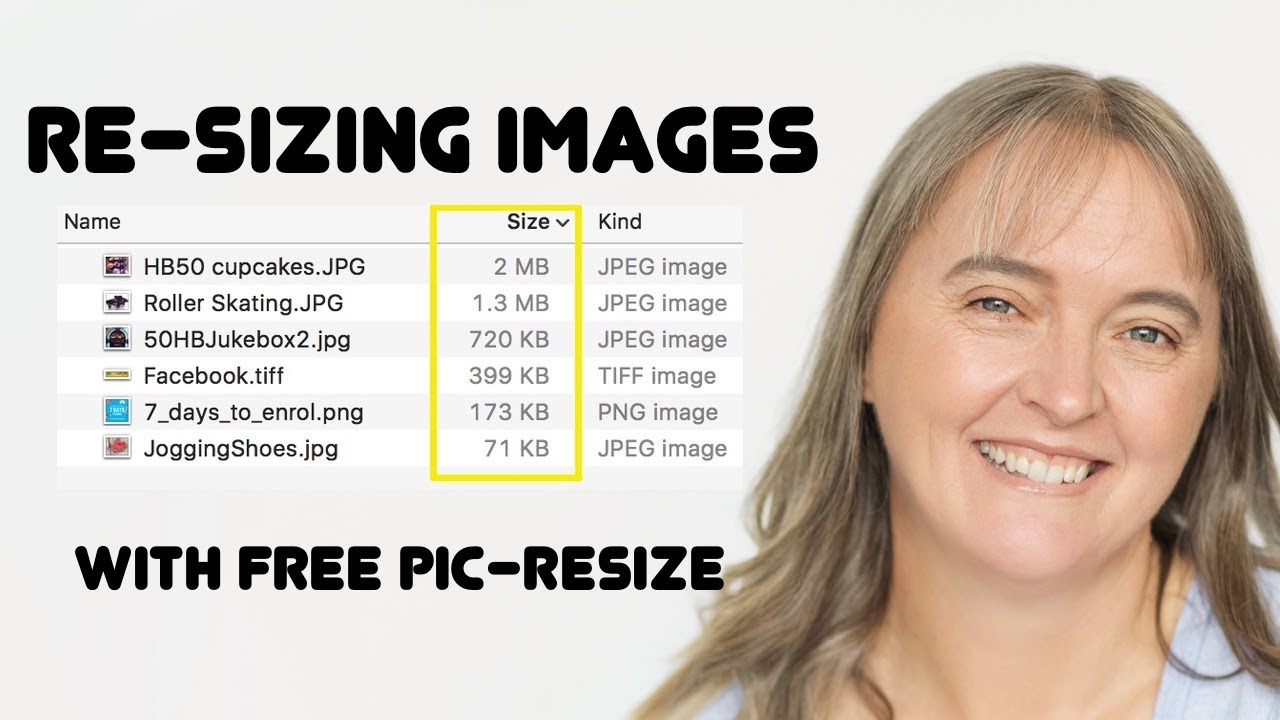 RE-SIZING IMAGES
Name Size Kind
HB50 cupcakes.JPG 2 MB JPEG image
Roller Skating.JPG 1.3 MB JPEG image
50HBJukebox2.jpg 720 KB JPEG image
Facebook.tiff 399 KB TIFF image
7_days_to_enrol.png 173 KB PNG image
JoggingShoes.jpg 71 KB JPEG image
WITH FREE PIC-RESIZE